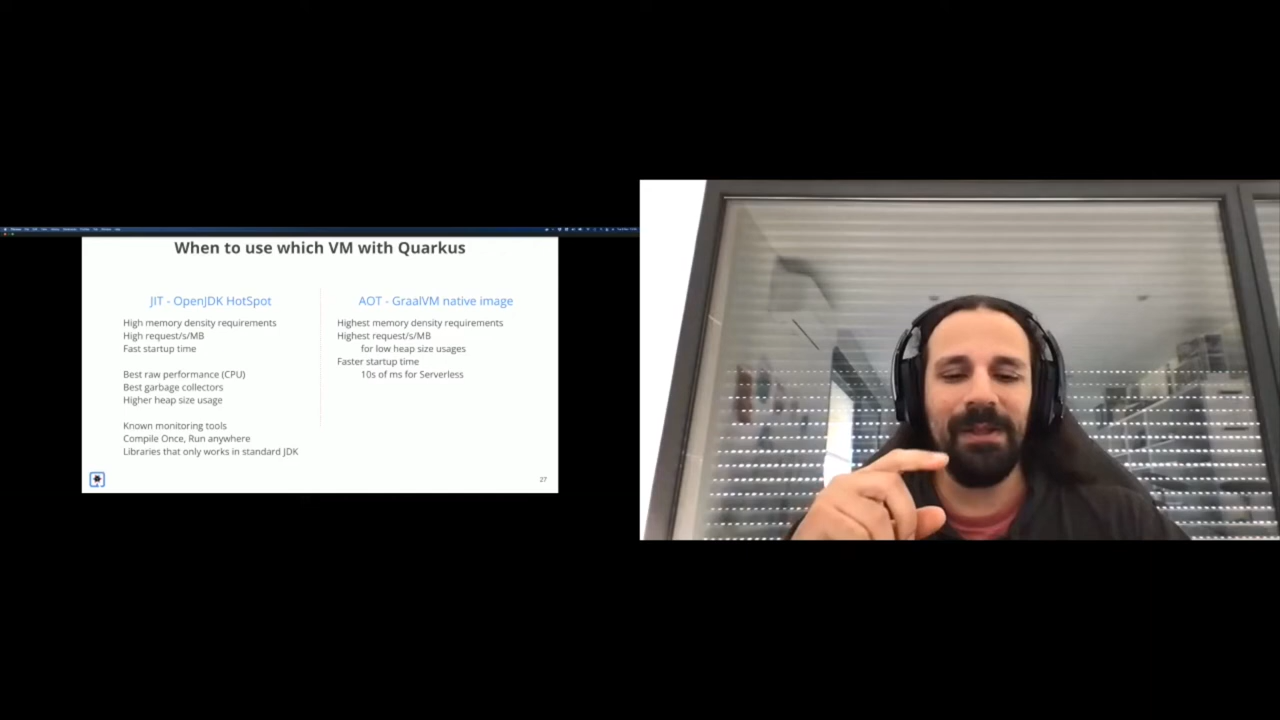 When to use which VM with Quarkus
JIT - OpenJDK HotSpot
High memory density requirements
High request/s/MB
Fast startup time
Best raw performance (CPU)
Best garbage collectors
Higher heap size usage
Known monitoring tools
Compile Once, Run anywhere
Libraries that only works in standard JDK
AOT - GraalVM native image
Highest memory density requirements
Highest request/s/MB
for low heap size usages
Faster startup time
10s of ms for Serverless
27